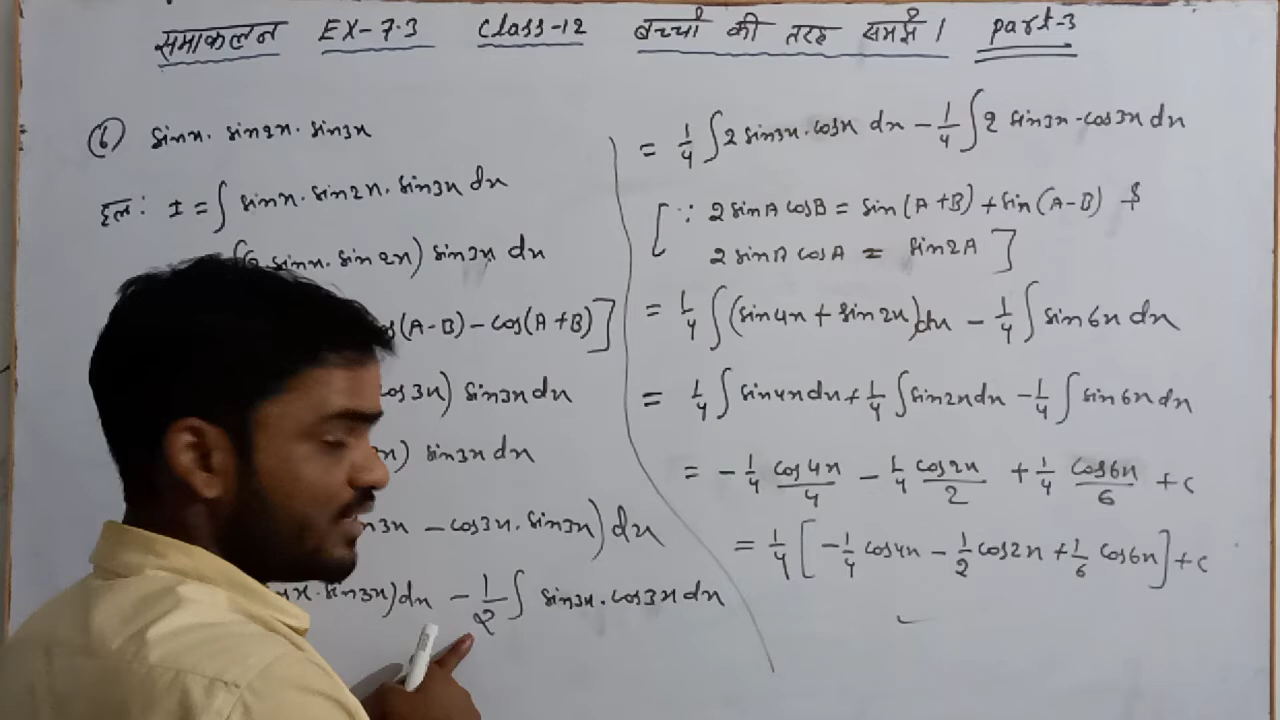 समाकलन EX-7.3 Class-12 बच्चों की तरह समझें। part-3
(6) sinx. sin2x. sin3x
हल: I = ∫ sinx. sin2x. sin3x dx
sinx. sin2x) sin3x dx
(A-B) - cos(A+B)]
cos3x) sin3x dx
) sin3x dx
- cos3x. sin3x) dx
sin3x) dx - 1/2 ∫ sin3x. cos3x dx
= 1/4 ∫ 2 sin3x. cosx dx - 1/4 ∫ 2 sin3x - cos3x dx
[∵ 2 sinA cosB = sin(A+B) + sin(A-B) $
2 sinA cosA = sin2A ]
= 1/4 ∫ (sin4x + sin2x)dx - 1/4 ∫ sin6x dx
= 1/4 ∫ sin4x dx + 1/4 ∫ sin2x dx - 1/4 ∫ sin6x dx
= - 1/4 cos4x/4 - 1/4 cos2x/2 + 1/4 cos6x/6 + c
= 1/4 [ - 1/4 cos4x - 1/2 cos2x + 1/6 cos6x ] + c